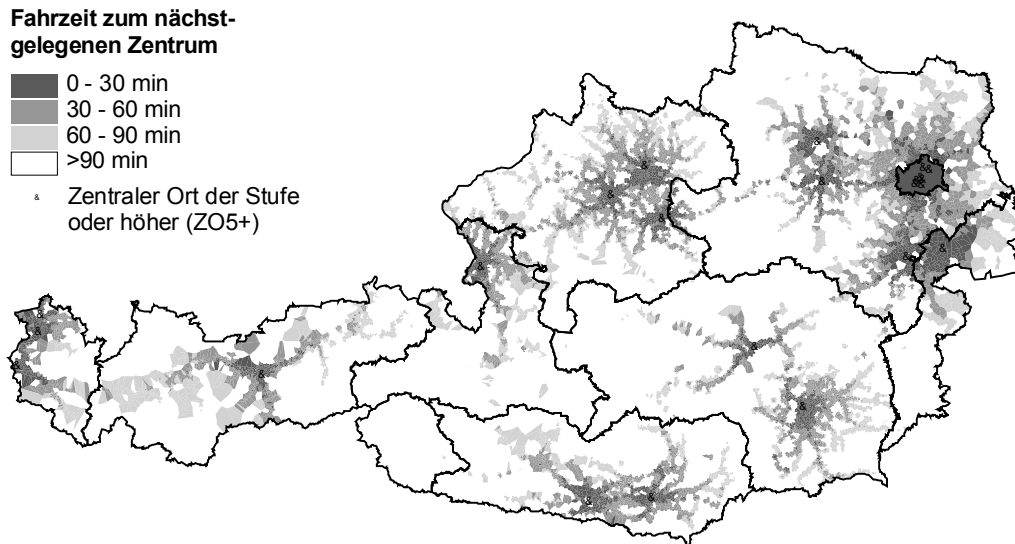 Fahrzeit zum nächst-
gelegenen Zentrum
0 - 30 min
30 - 60 min
60 - 90 min
>90 min
& Zentraler Ort der Stufe
oder höher (ZO5+)